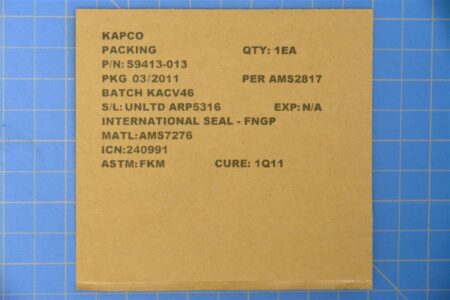 KAPCO
PACKING QTY: 1EA
P/N: S9413-013
PKG 03/2011 PER AMS2817
BATCH KACV46
S/L: UNLTD ARP5316 EXP: N/A
INTERNATIONAL SEAL - FNGP
MATL: AMS7276
ICN:240991
ASTM: FKM CURE: 1Q11